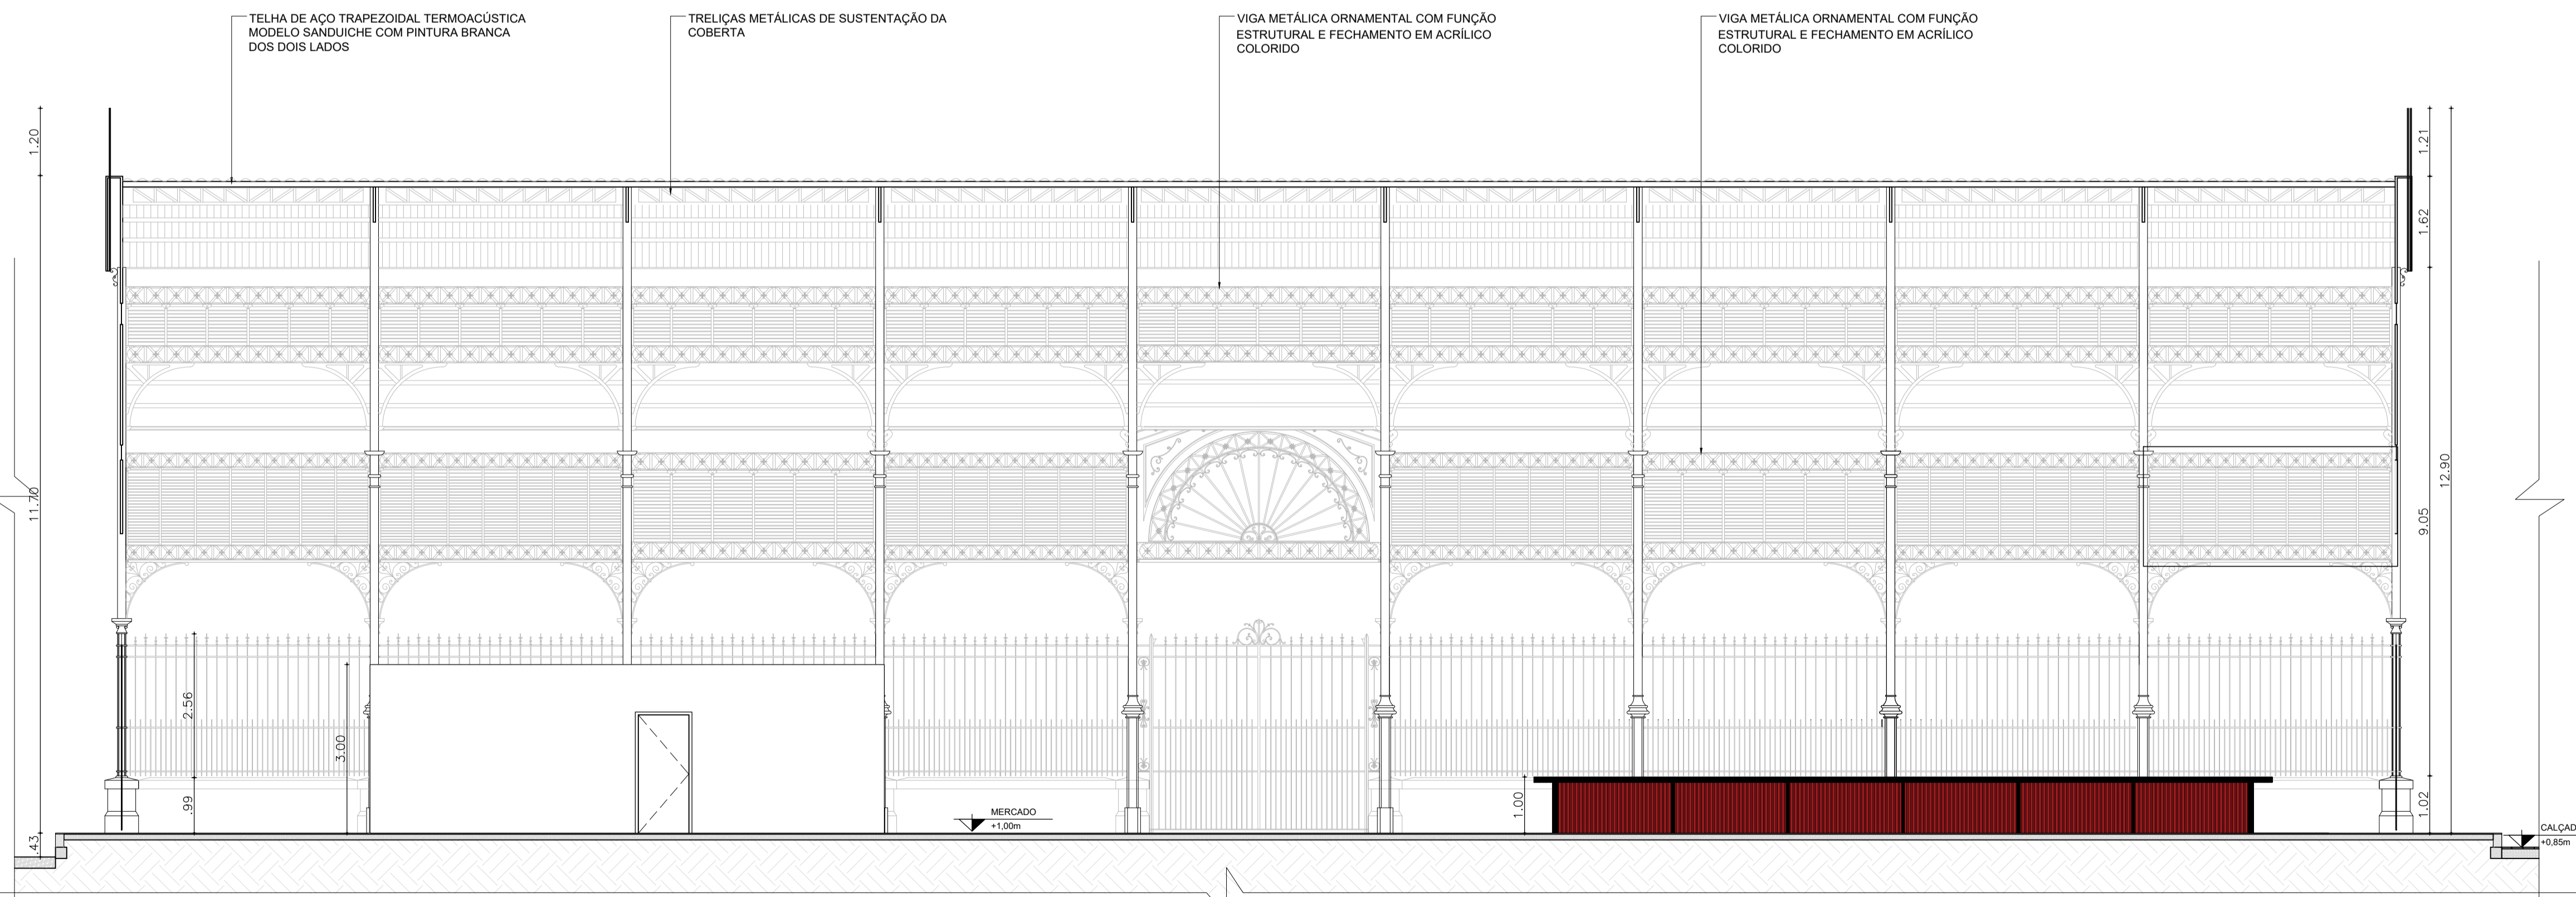 TELHA DE AÇO TRAPEZOIDAL TERMOACÚSTICA
MODELO SANDUICHE COM PINTURA BRANCA
DOS DOIS LADOS
TRELIÇAS METÁLICAS DE SUSTENTAÇÃO DA
COBERTA
VIGA METÁLICA ORNAMENTAL COM FUNÇÃO
ESTRUTURAL E FECHAMENTO EM ACRÍLICO
COLORIDO
VIGA METÁLICA ORNAMENTAL COM FUNÇÃO
ESTRUTURAL E FECHAMENTO EM ACRÍLICO
COLORIDO
1.20
11.70
.43
2.56
.99
3.00
MERCADO
+1,00m
1.00
1.21
1.62
9.05
1.02
12.90
CALÇAD
+0,85m